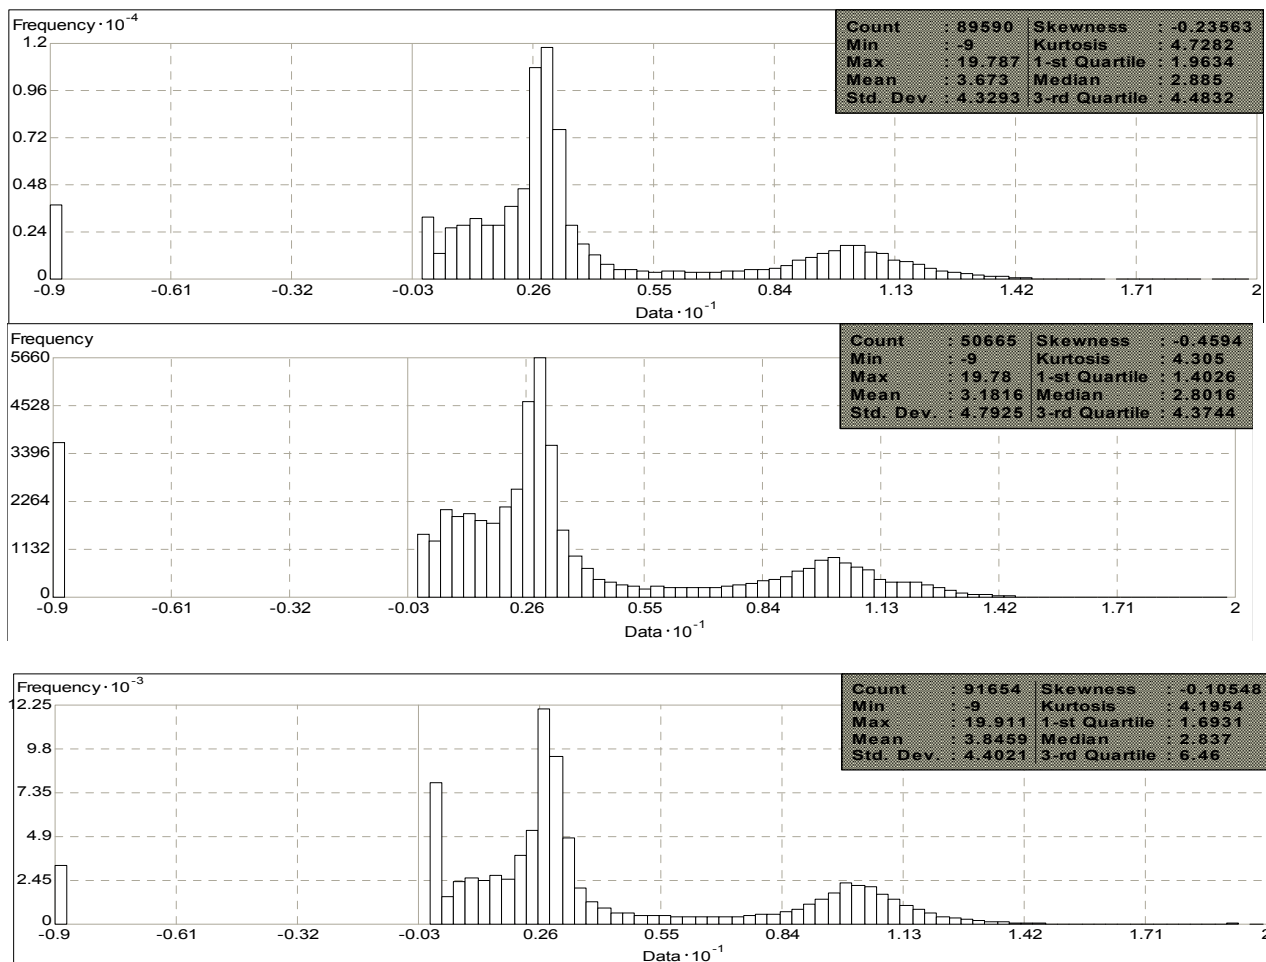 Frequency · 10⁻⁴
Count : 89590 Skewness : -0.23563
Min : -9 Kurtosis : 4.7282
Max : 19.787 1-st Quartile : 1.9634
Mean : 3.673 Median : 2.885
Std. Dev. : 4.3293 3-rd Quartile : 4.4832
1.2
0.96
0.72
0.48
0.24
0
-0.9 -0.61 -0.32 -0.03 0.26 0.55 0.84 1.13 1.42 1.71 2
Data · 10⁻¹
Frequency
Count : 50665 Skewness : -0.4594
Min : -9 Kurtosis : 4.305
Max : 19.78 1-st Quartile : 1.4026
Mean : 3.1816 Median : 2.8016
Std. Dev. : 4.7925 3-rd Quartile : 4.3744
5660
4528
3396
2264
1132
0
-0.9 -0.61 -0.32 -0.03 0.26 0.55 0.84 1.13 1.42 1.71 2
Data · 10⁻¹
Frequency · 10⁻³
Count : 91654 Skewness : -0.10548
Min : -9 Kurtosis : 4.1954
Max : 19.911 1-st Quartile : 1.6931
Mean : 3.8459 Median : 2.837
Std. Dev. : 4.4021 3-rd Quartile : 6.46
12.25
9.8
7.35
4.9
2.45
0
-0.9 -0.61 -0.32 -0.03 0.26 0.55 0.84 1.13 1.42 1.71 2
Data · 10⁻¹